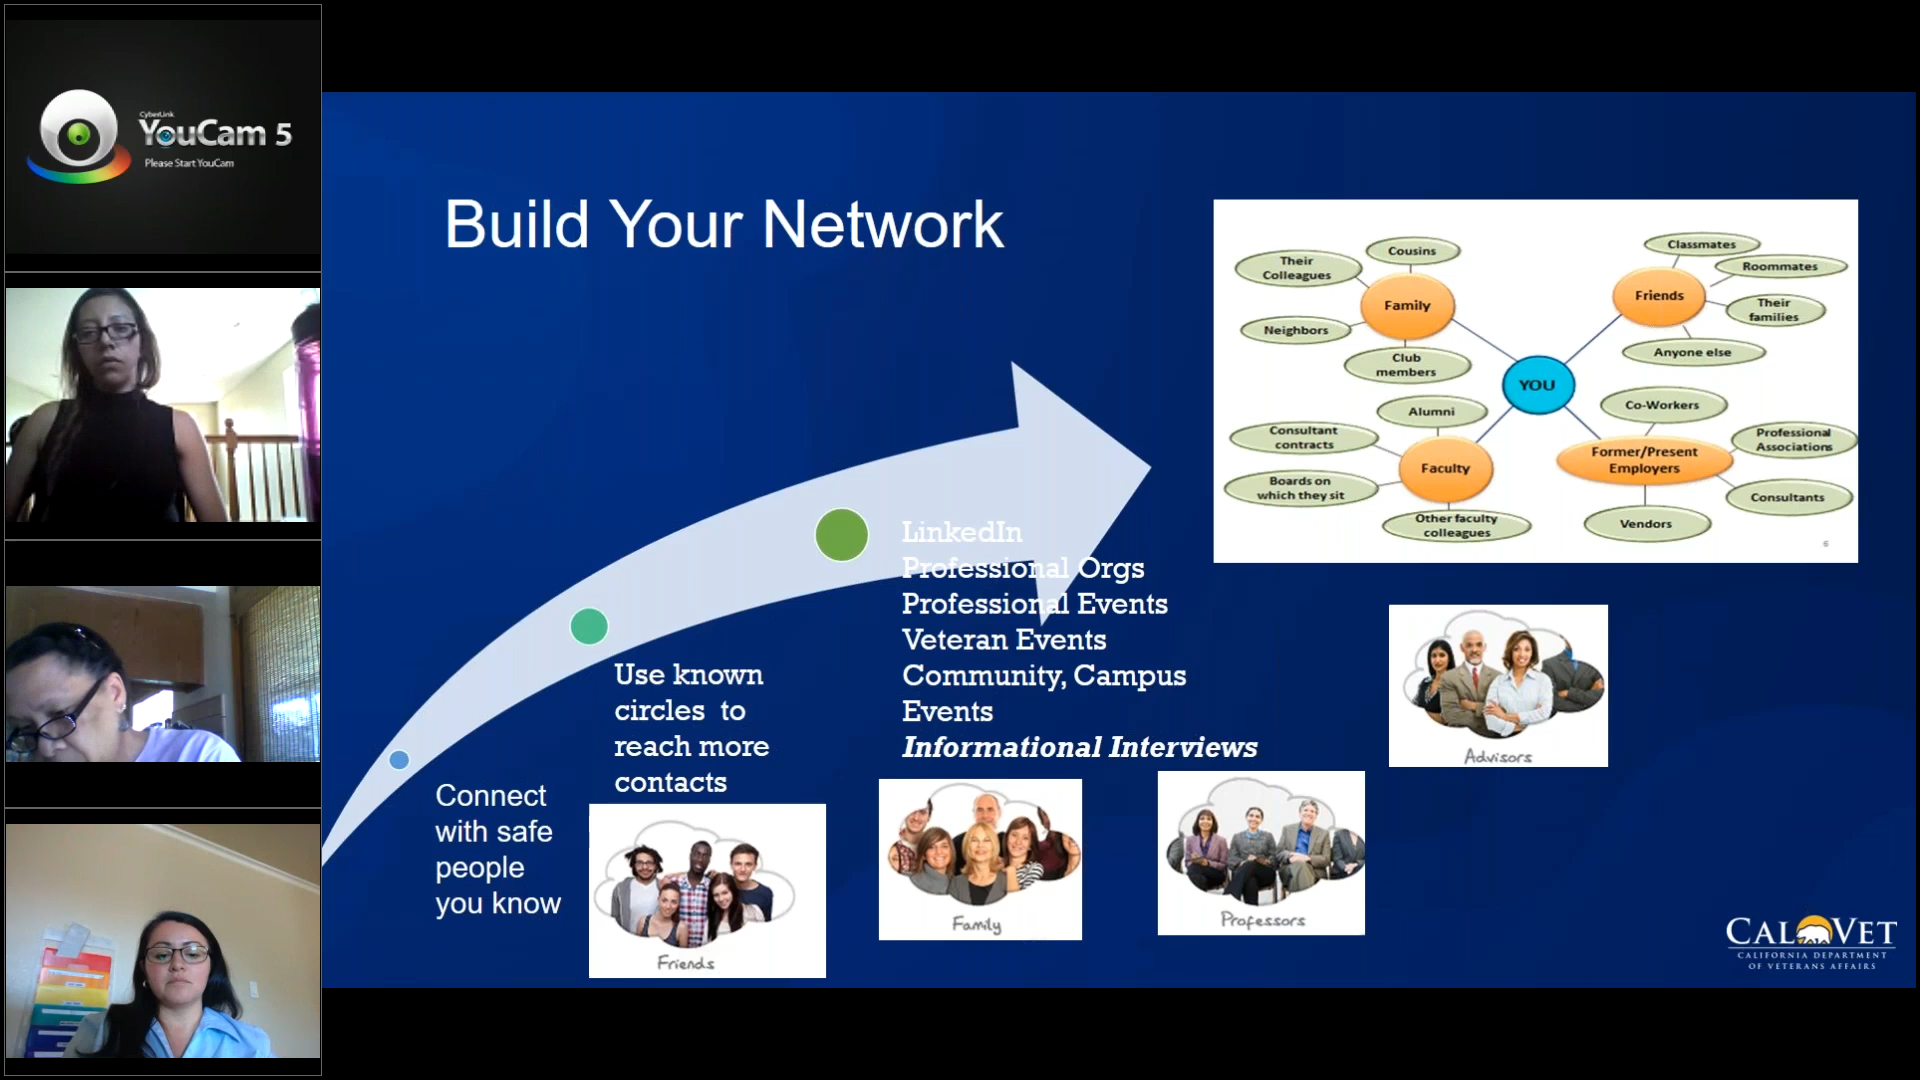 CyberLink
YouCam 5
Please Start YouCam
Build Your Network
Connect
with safe
people
you know
Use known
circles to
reach more
contacts
LinkedIn
Professional Orgs
Professional Events
Veteran Events
Community, Campus
Events
Informational Interviews
Their
Colleagues
Cousins
Family
Neighbors
Club
members
Classmates
Roommates
Friends
Their
families
Anyone else
YOU
Alumni
Consultant
contracts
Faculty
Boards on
which they sit
Other faculty
colleagues
Co-Workers
Professional
Associations
Former/Present
Employers
Consultants
Vendors
6
Friends
Family
Professors
Advisors
CALVET
CALIFORNIA DEPARTMENT
OF VETERANS AFFAIRS